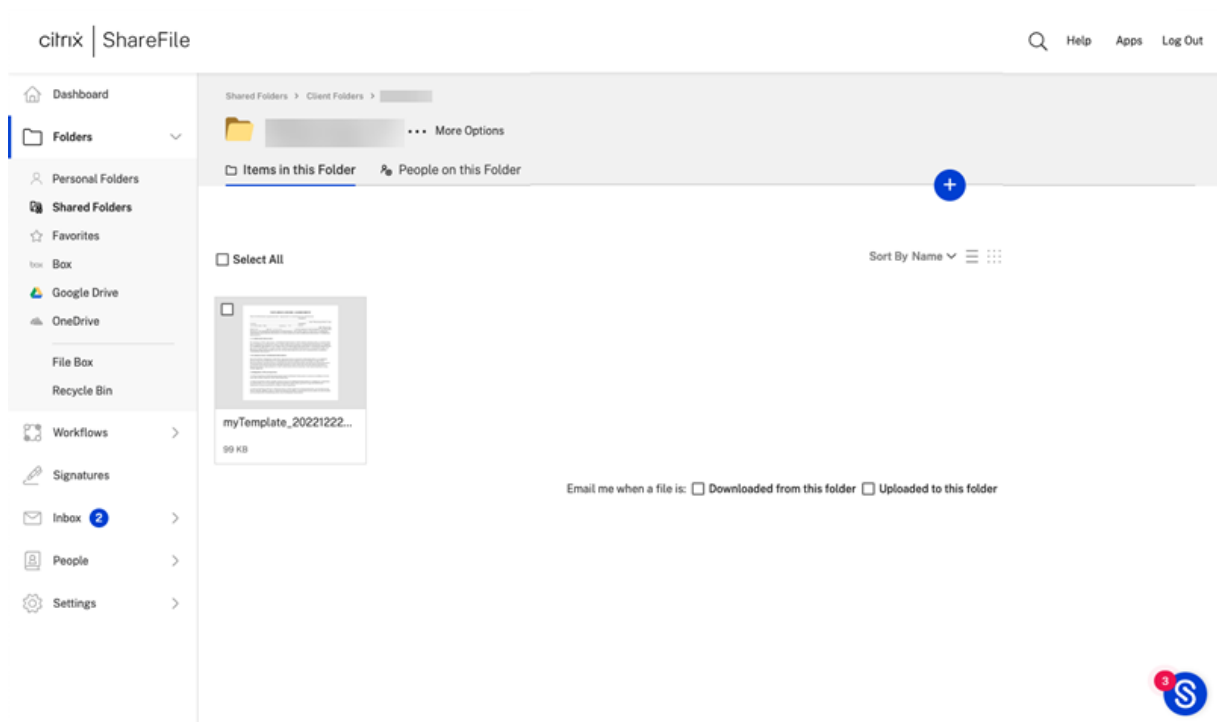 citrix | ShareFile
Help Apps Log Out
Dashboard
Folders
Personal Folders
Shared Folders
Favorites
box Box
Google Drive
OneDrive
File Box
Recycle Bin
Workflows
Signatures
Inbox 2
People
Settings
Shared Folders > Client Folders >
••• More Options
Items in this Folder People on this Folder
+
Select All
Sort By Name
myTemplate_20221222...
99 KB
Email me when a file is: Downloaded from this folder Uploaded to this folder
3